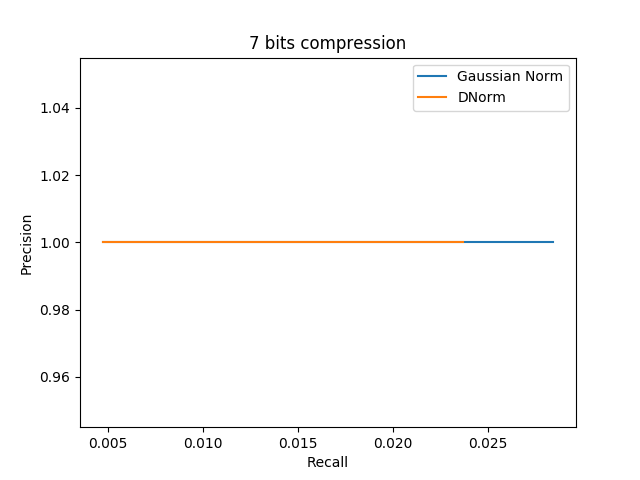 7 bits compression
Gaussian Norm
DNorm
1.04
1.02
1.00
0.98
0.96
Precision
0.005 0.010 0.015 0.020 0.025
Recall